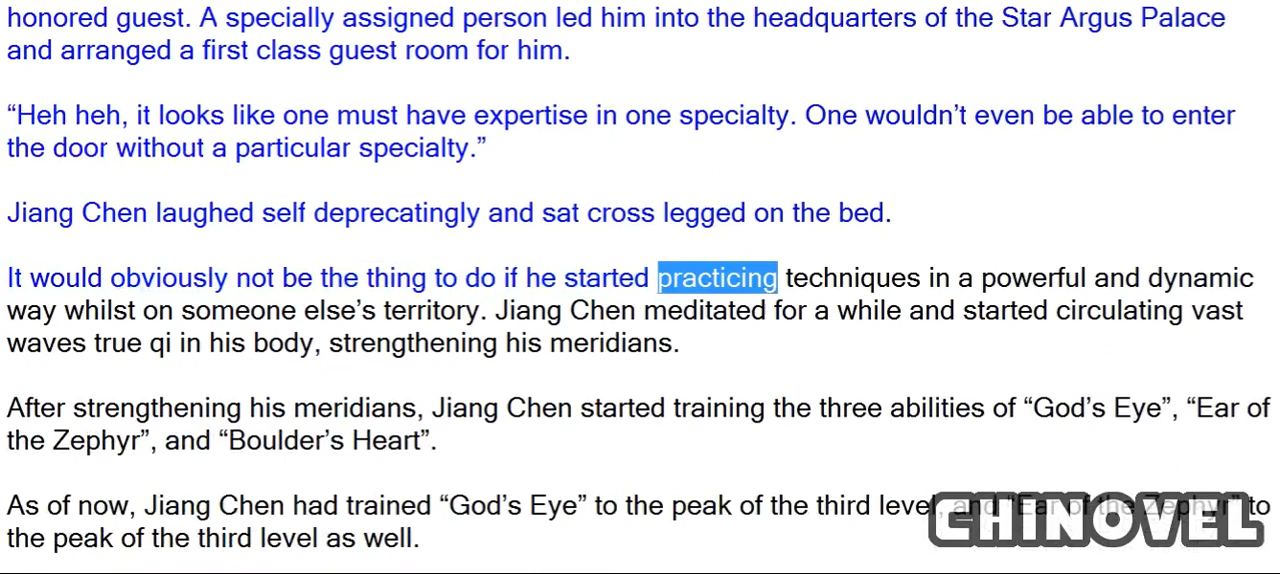 honored guest. A specially assigned person led him into the headquarters of the Star Argus Palace
and arranged a first class guest room for him.
“Heh heh, it looks like one must have expertise in one specialty. One wouldn’t even be able to enter
the door without a particular specialty.”
Jiang Chen laughed self deprecatingly and sat cross legged on the bed.
It would obviously not be the thing to do if he started practicing techniques in a powerful and dynamic
way whilst on someone else’s territory. Jiang Chen meditated for a while and started circulating vast
waves true qi in his body, strengthening his meridians.
After strengthening his meridians, Jiang Chen started training the three abilities of “God’s Eye”, “Ear of
the Zephyr”, and “Boulder’s Heart”.
As of now, Jiang Chen had trained “God’s Eye” to the peak of the third level, and “Ear of the Zephyr” to
the peak of the third level as well.
CHINOVEL